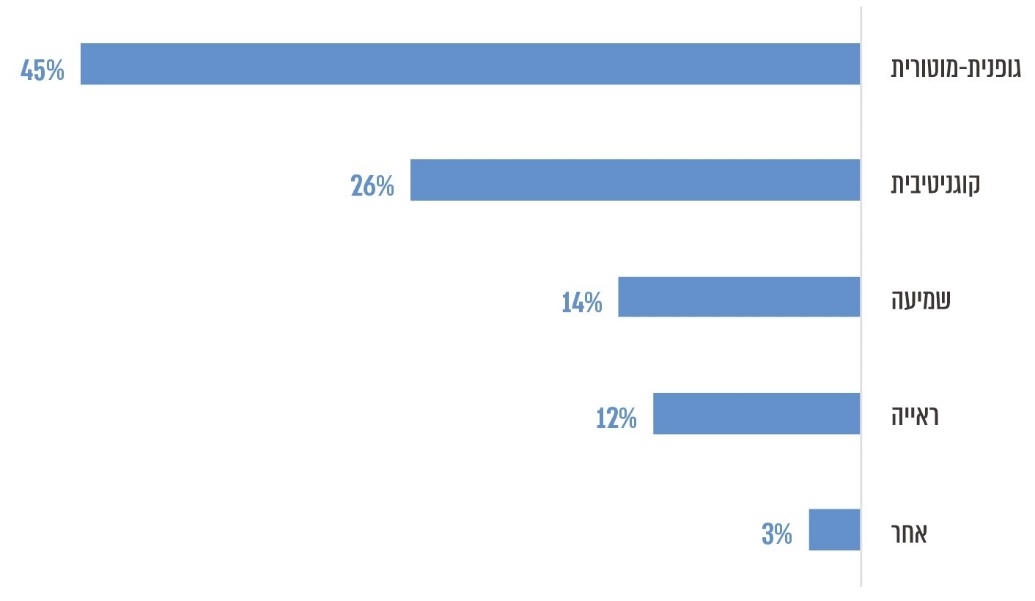 גופנית-מוטורית 45%
קוגניטיבית 26%
שמיעה 14%
ראייה 12%
אחר 3%